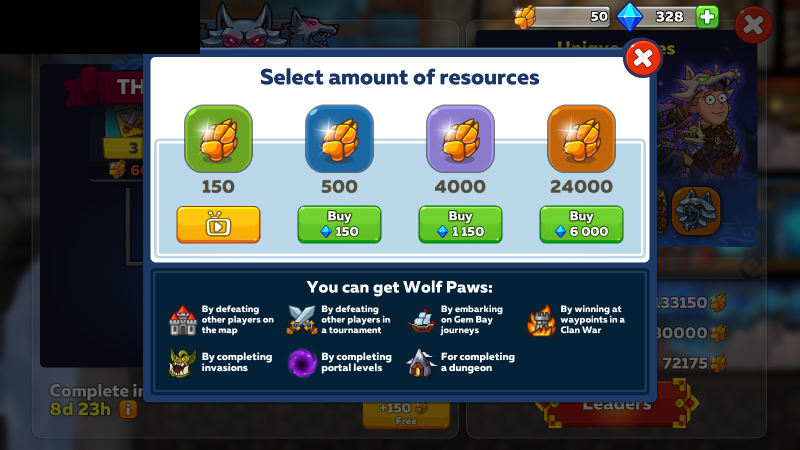 50
328
Select amount of resources
150
500
4000
24000
Buy
150
Buy
1 150
Buy
6 000
You can get Wolf Paws:
By defeating
other players on
the map
By defeating
other players in
a tournament
By embarking
on Gem Bay
journeys
By winning at
waypoints in a
Clan War
By completing
invasions
By completing
portal levels
For completing
a dungeon
TH
3
133150
72175
8d 23h
i
+150
Free
Leaders